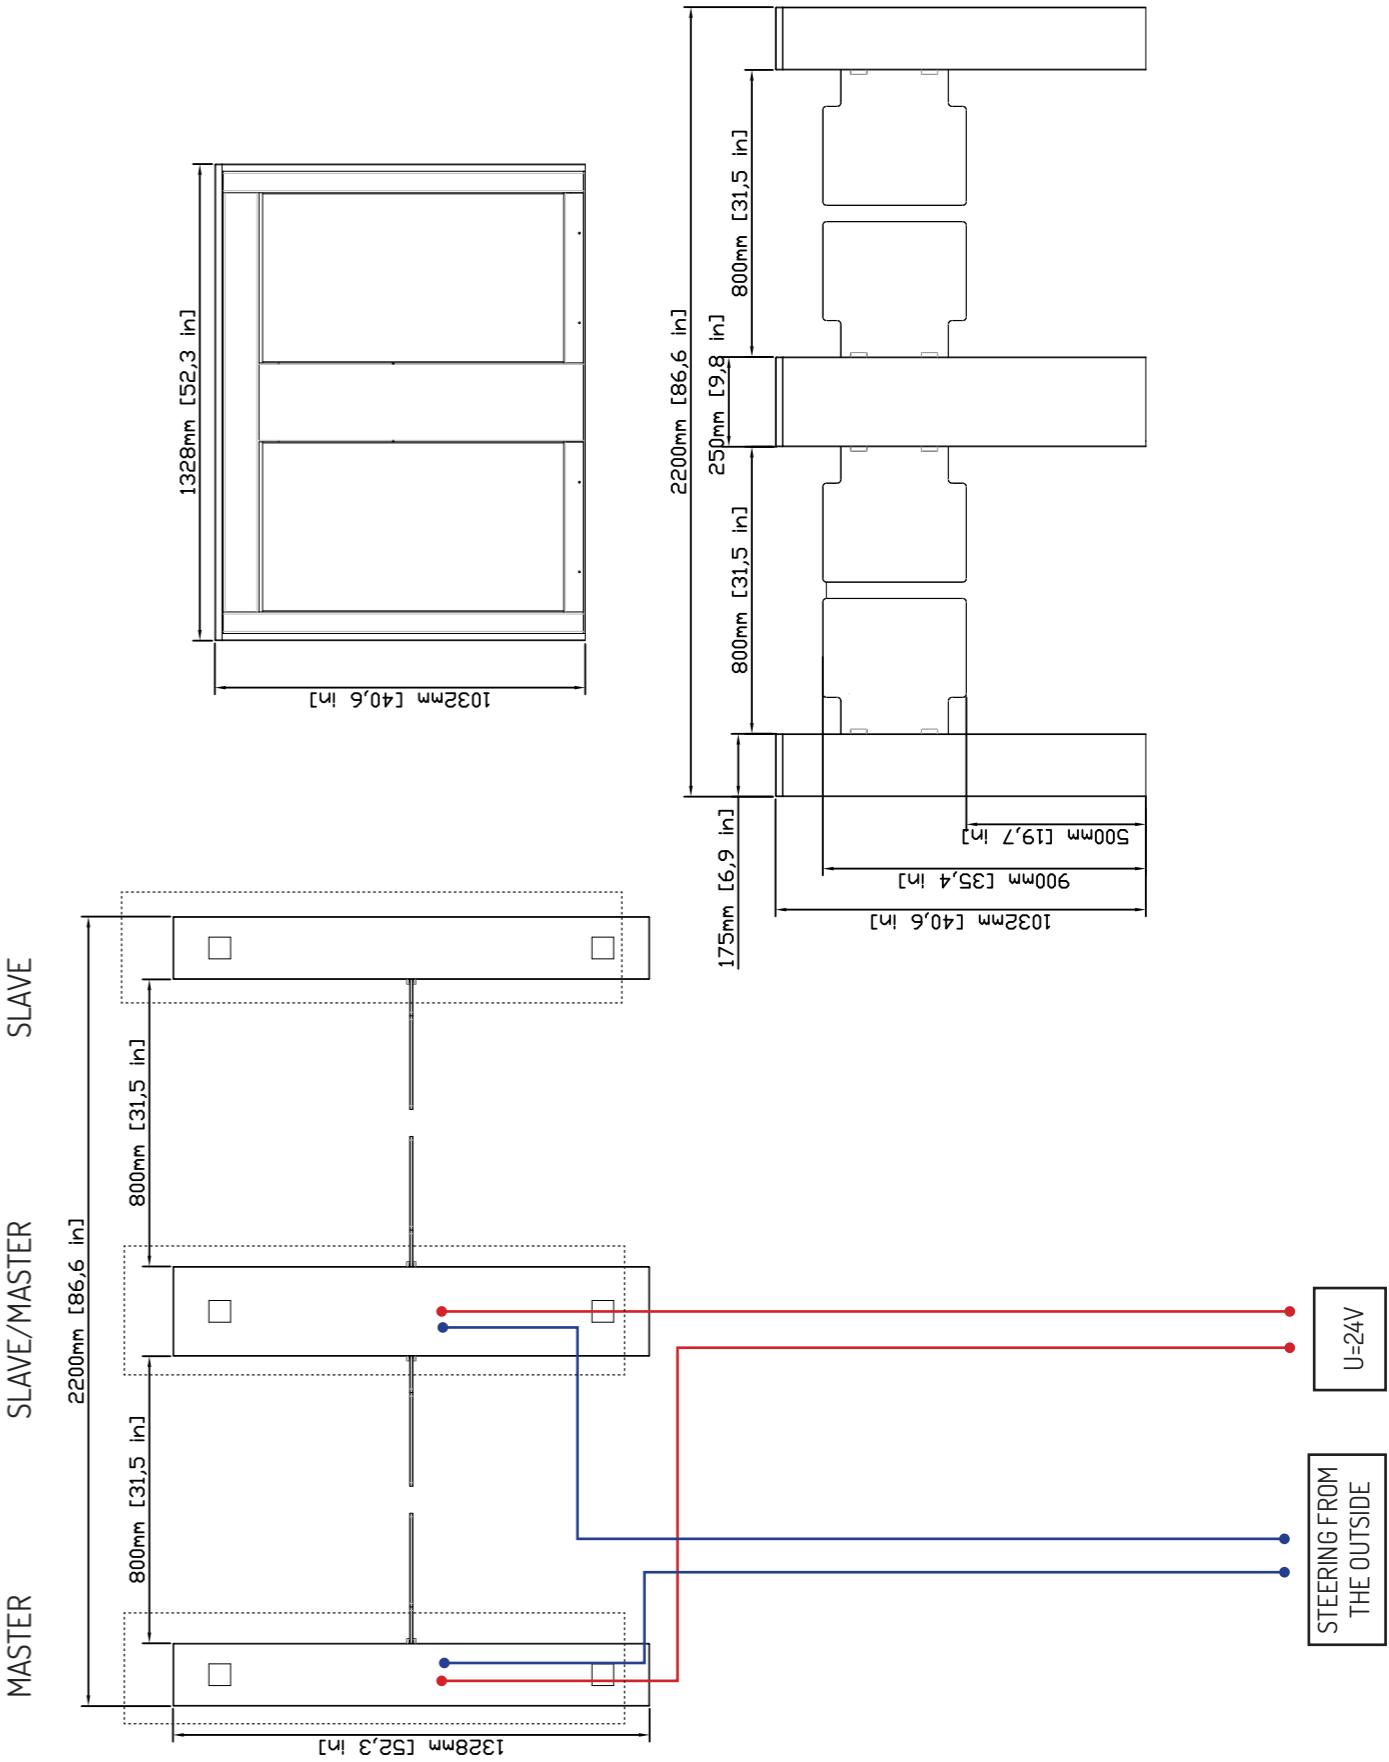 1328mm [52,3 in]
1032mm [40,6 in]
2200mm [86,6 in]
800mm [31,5 in]
250mm [9,8 in]
800mm [31,5 in]
175mm [6,9 in]
500mm [19,7 in]
900mm [35,4 in]
1032mm [40,6 in]
SLAVE
SLAVE/MASTER
MASTER
2200mm [86,6 in]
800mm [31,5 in]
800mm [31,5 in]
1328mm [52,3 in]
U=24V
STEERING FROM
THE OUTSIDE